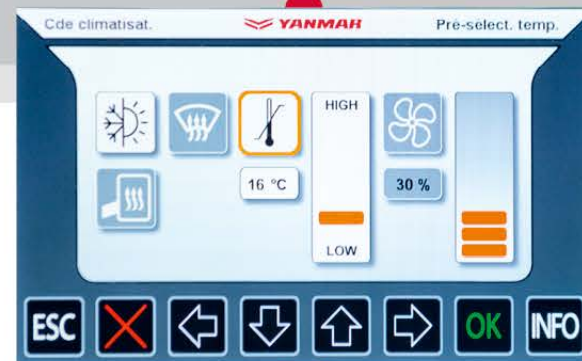 Cde climatisat.
YANMAR
Pré-sélect. temp.
HIGH
16 °C
30 %
LOW
ESC
OK
INFO